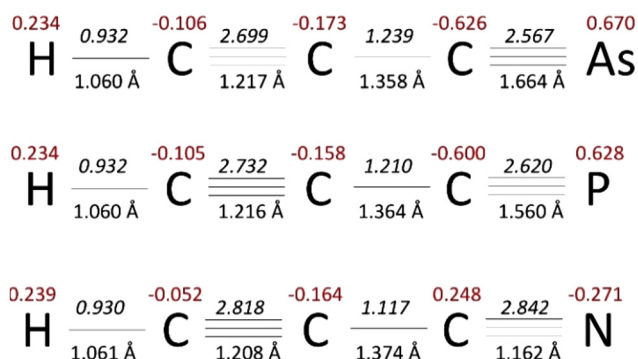 0.234 0.932 -0.106 2.699 -0.173 1.239 -0.626 2.567 0.670
H C C C As
1.060 Å 1.217 Å 1.358 Å 1.664 Å
0.234 0.932 -0.105 2.732 -0.158 1.210 -0.600 2.620 0.628
H C C C P
1.060 Å 1.216 Å 1.364 Å 1.560 Å
0.239 0.930 -0.052 2.818 -0.164 1.117 0.248 2.842 -0.271
H C C C N
1.061 Å 1.208 Å 1.374 Å 1.162 Å